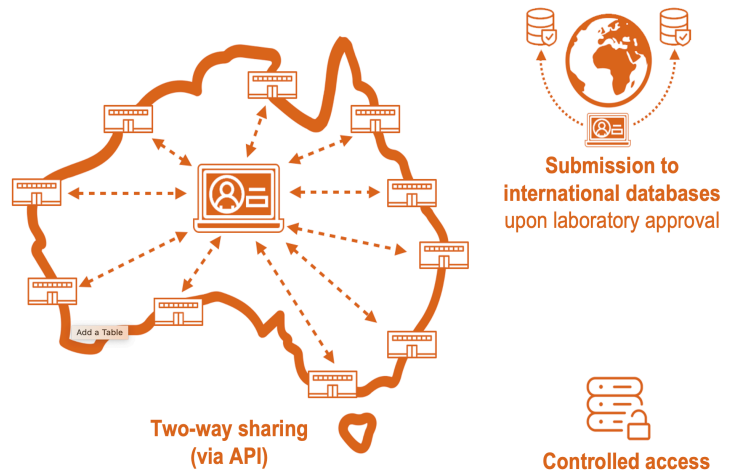 Submission to
international databases
upon laboratory approval
Add a Table
Two-way sharing
(via API)
Controlled access